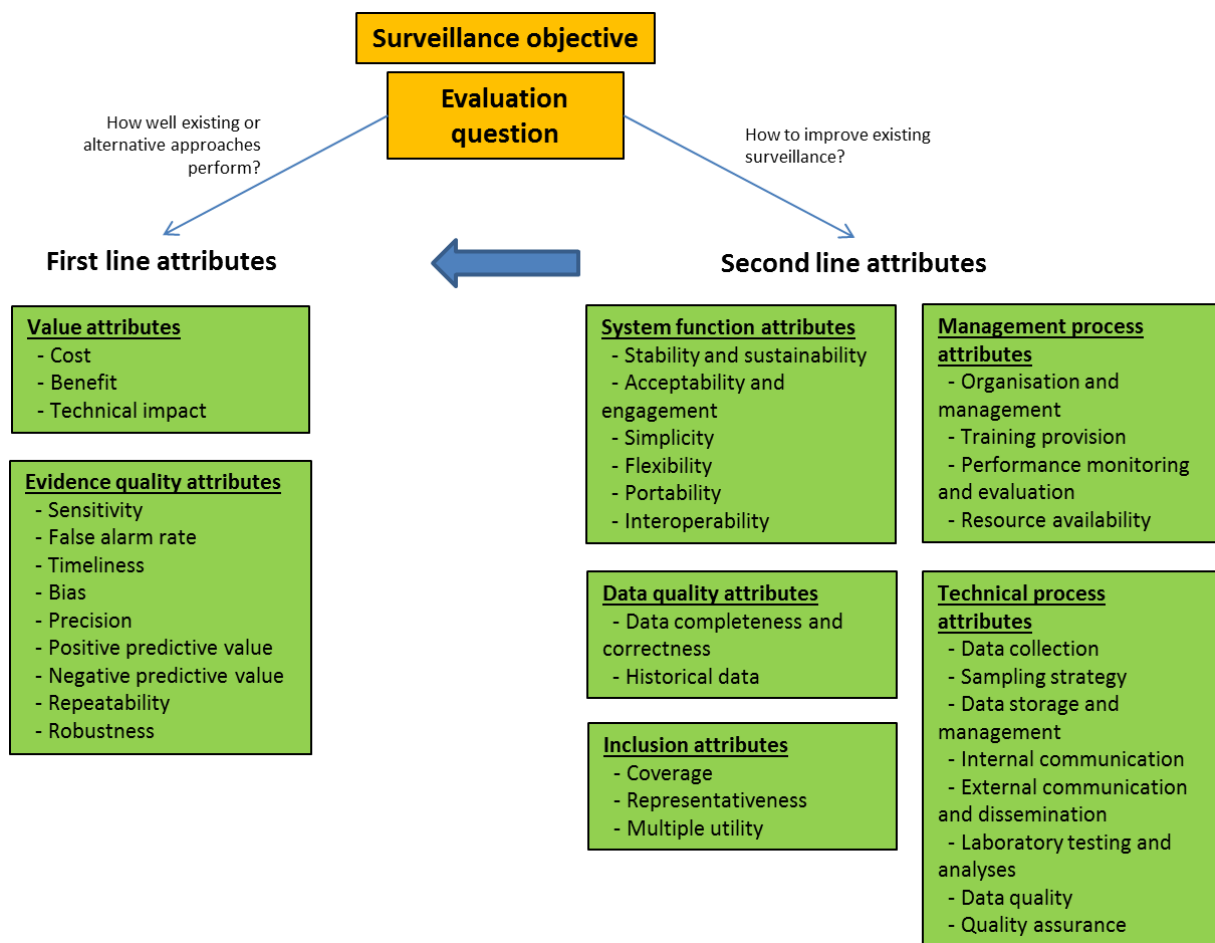 Surveillance objective
Evaluation
question
How well existing or
alternative approaches
perform?
How to improve existing
surveillance?
First line attributes
Second line attributes
Value attributes
- Cost
- Benefit
- Technical impact
Evidence quality attributes
- Sensitivity
- False alarm rate
- Timeliness
- Bias
- Precision
- Positive predictive value
- Negative predictive value
- Repeatability
- Robustness
System function attributes
- Stability and sustainability
- Acceptability and
engagement
- Simplicity
- Flexibility
- Portability
- Interoperability
Data quality attributes
- Data completeness and
correctness
- Historical data
Inclusion attributes
- Coverage
- Representativeness
- Multiple utility
Management process
attributes
- Organisation and
management
- Training provision
- Performance monitoring
and evaluation
- Resource availability
Technical process
attributes
- Data collection
- Sampling strategy
- Data storage and
management
- Internal communication
- External communication
and dissemination
- Laboratory testing and
analyses
- Data quality
- Quality assurance